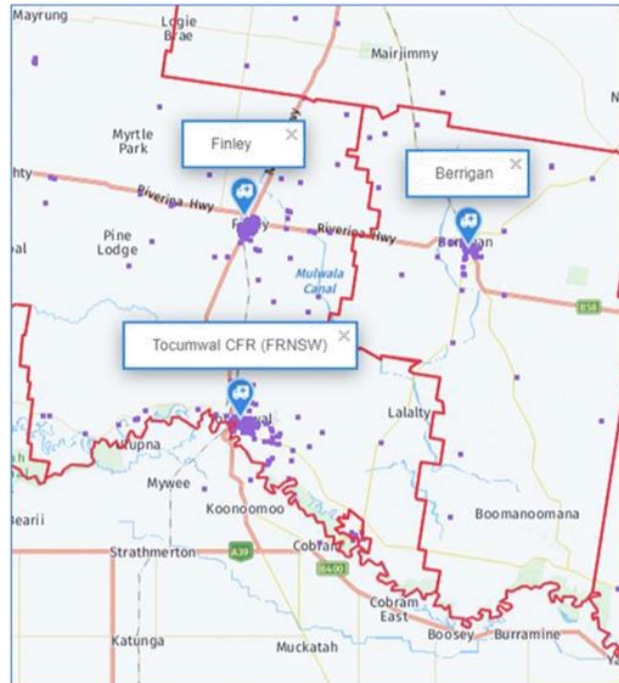 Mayrung
Logie
Brae
Mairjimmy
Myrtle
Park
Finley
Berrigan
Riverina Hwy
Riverina Hwy
Pine
Lodge
Mulwala
Canal
B58
Tocumwal CFR (FRNSW)
Lalalty
Mywee
Koonoomoo
Boomanoomana
Strathmerton
A39
Cobram
B400
Cobram
East
Katunga
Muckatah
Boosey
Burramine